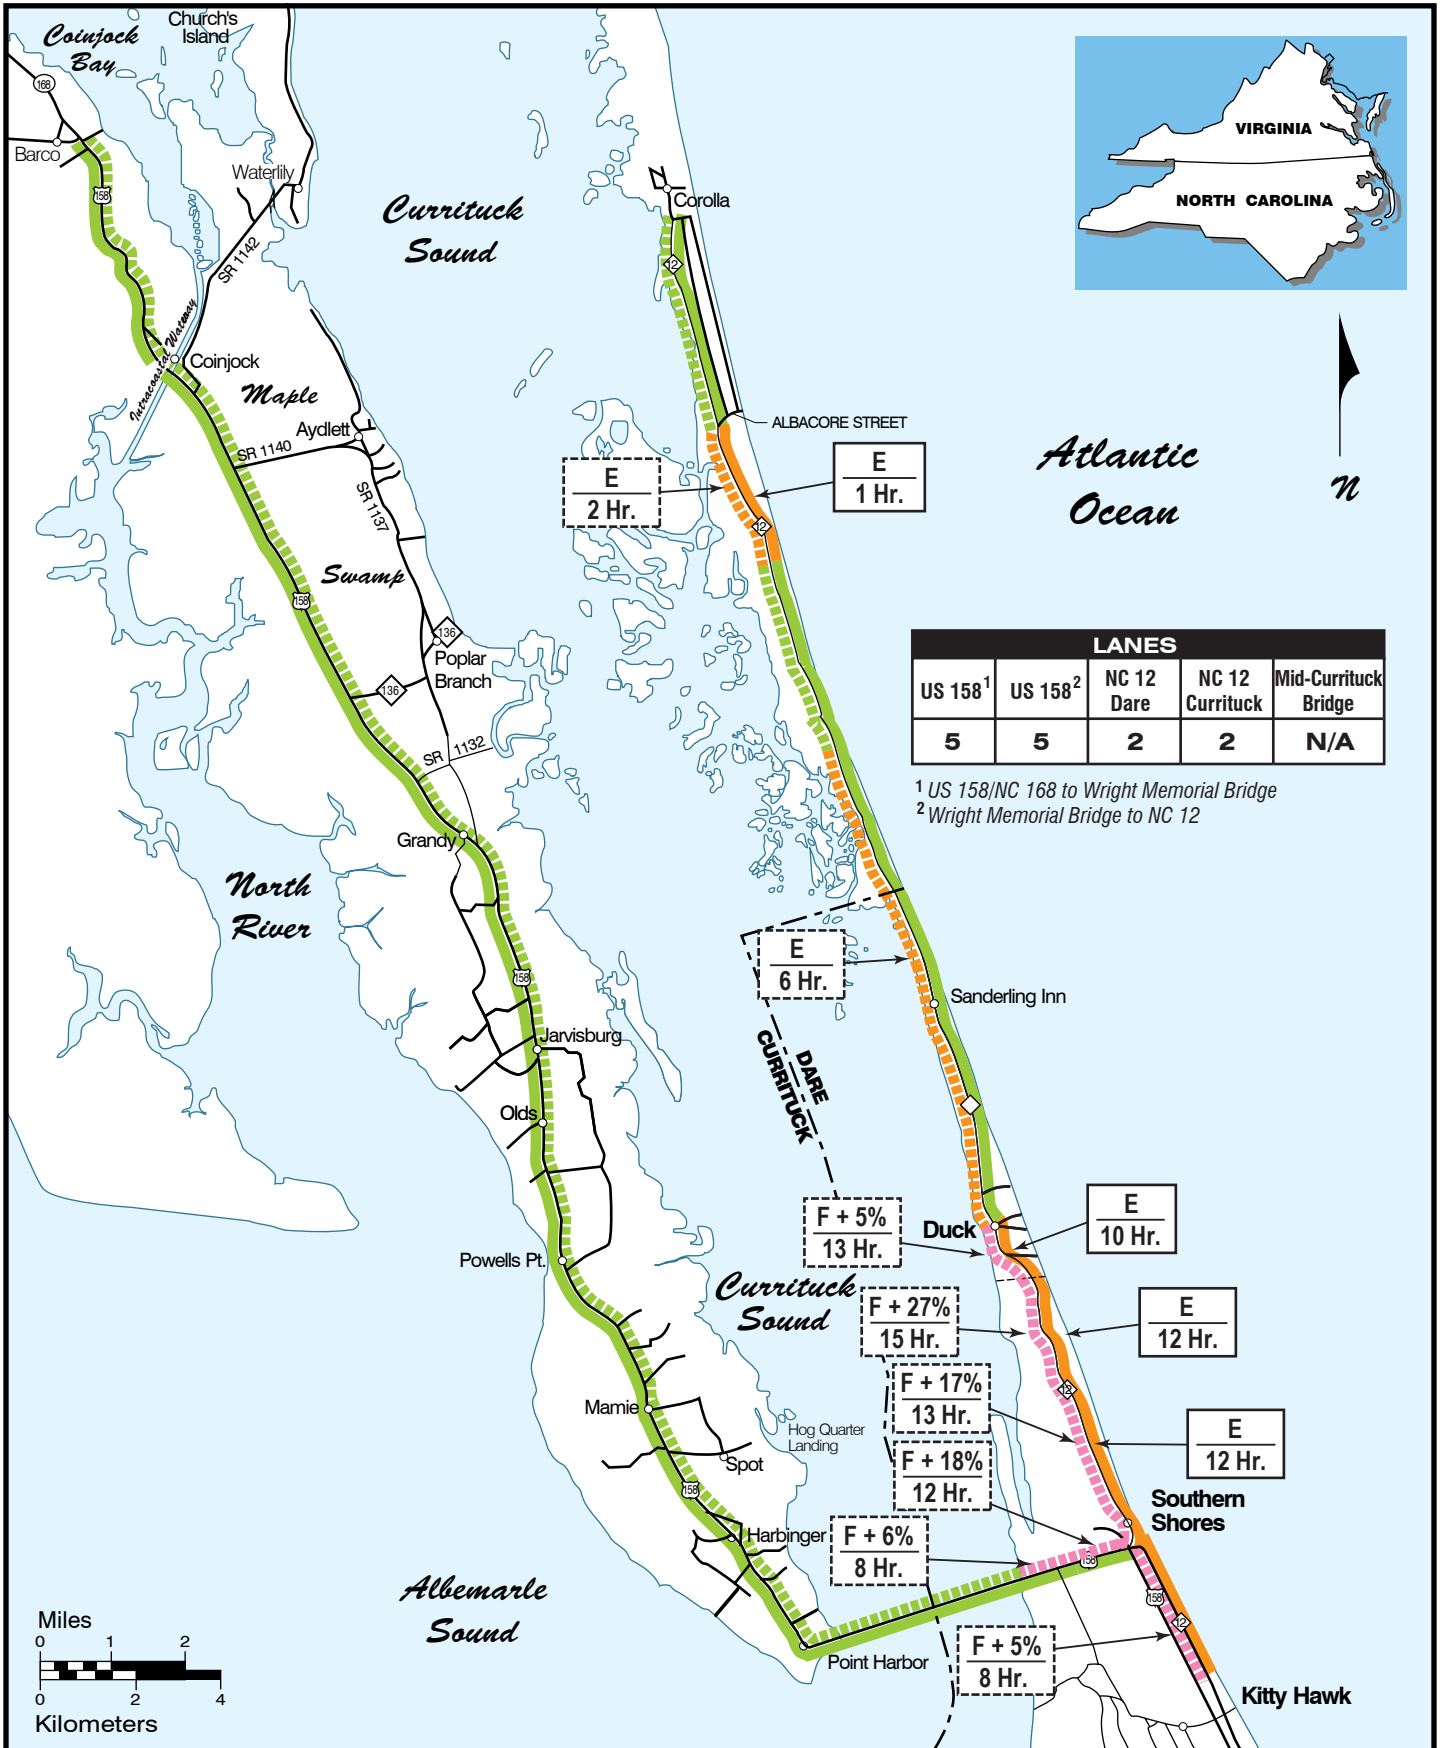 Church's
Island
Coinjock
Bay
168
Barco
158
Waterlily
SR 1142
Currituck
Sound
Corolla
12
VIRGINIA
NORTH CAROLINA
Intracoastal Waterway
Coinjock
Maple
Aydlett
SR 1140
SR 1137
ALBACORE STREET
Atlantic
Ocean
N
E
2 Hr.
E
1 Hr.
12
Swamp
158
136
Poplar
Branch
136
SR 1132
LANES
US 158¹
US 158²
NC 12
Dare
NC 12
Currituck
Mid-Currituck
Bridge
5
5
2
2
N/A
¹ US 158/NC 168 to Wright Memorial Bridge
² Wright Memorial Bridge to NC 12
Grandy
North
River
E
6 Hr.
158
Sanderling Inn
DARE
CURRITUCK
Jarvisburg
Olds
F + 5%
13 Hr.
Duck
E
10 Hr.
Powells Pt.
Currituck
Sound
F + 27%
15 Hr.
E
12 Hr.
F + 17%
13 Hr.
12
Mamie
Hog Quarter
Landing
Spot
F + 18%
12 Hr.
E
12 Hr.
158
Southern
Shores
Harbinger
F + 6%
8 Hr.
158
Albemarle
Sound
158
12
F + 5%
8 Hr.
Point Harbor
Kitty Hawk
Miles
0 1 2
0 2 4
Kilometers